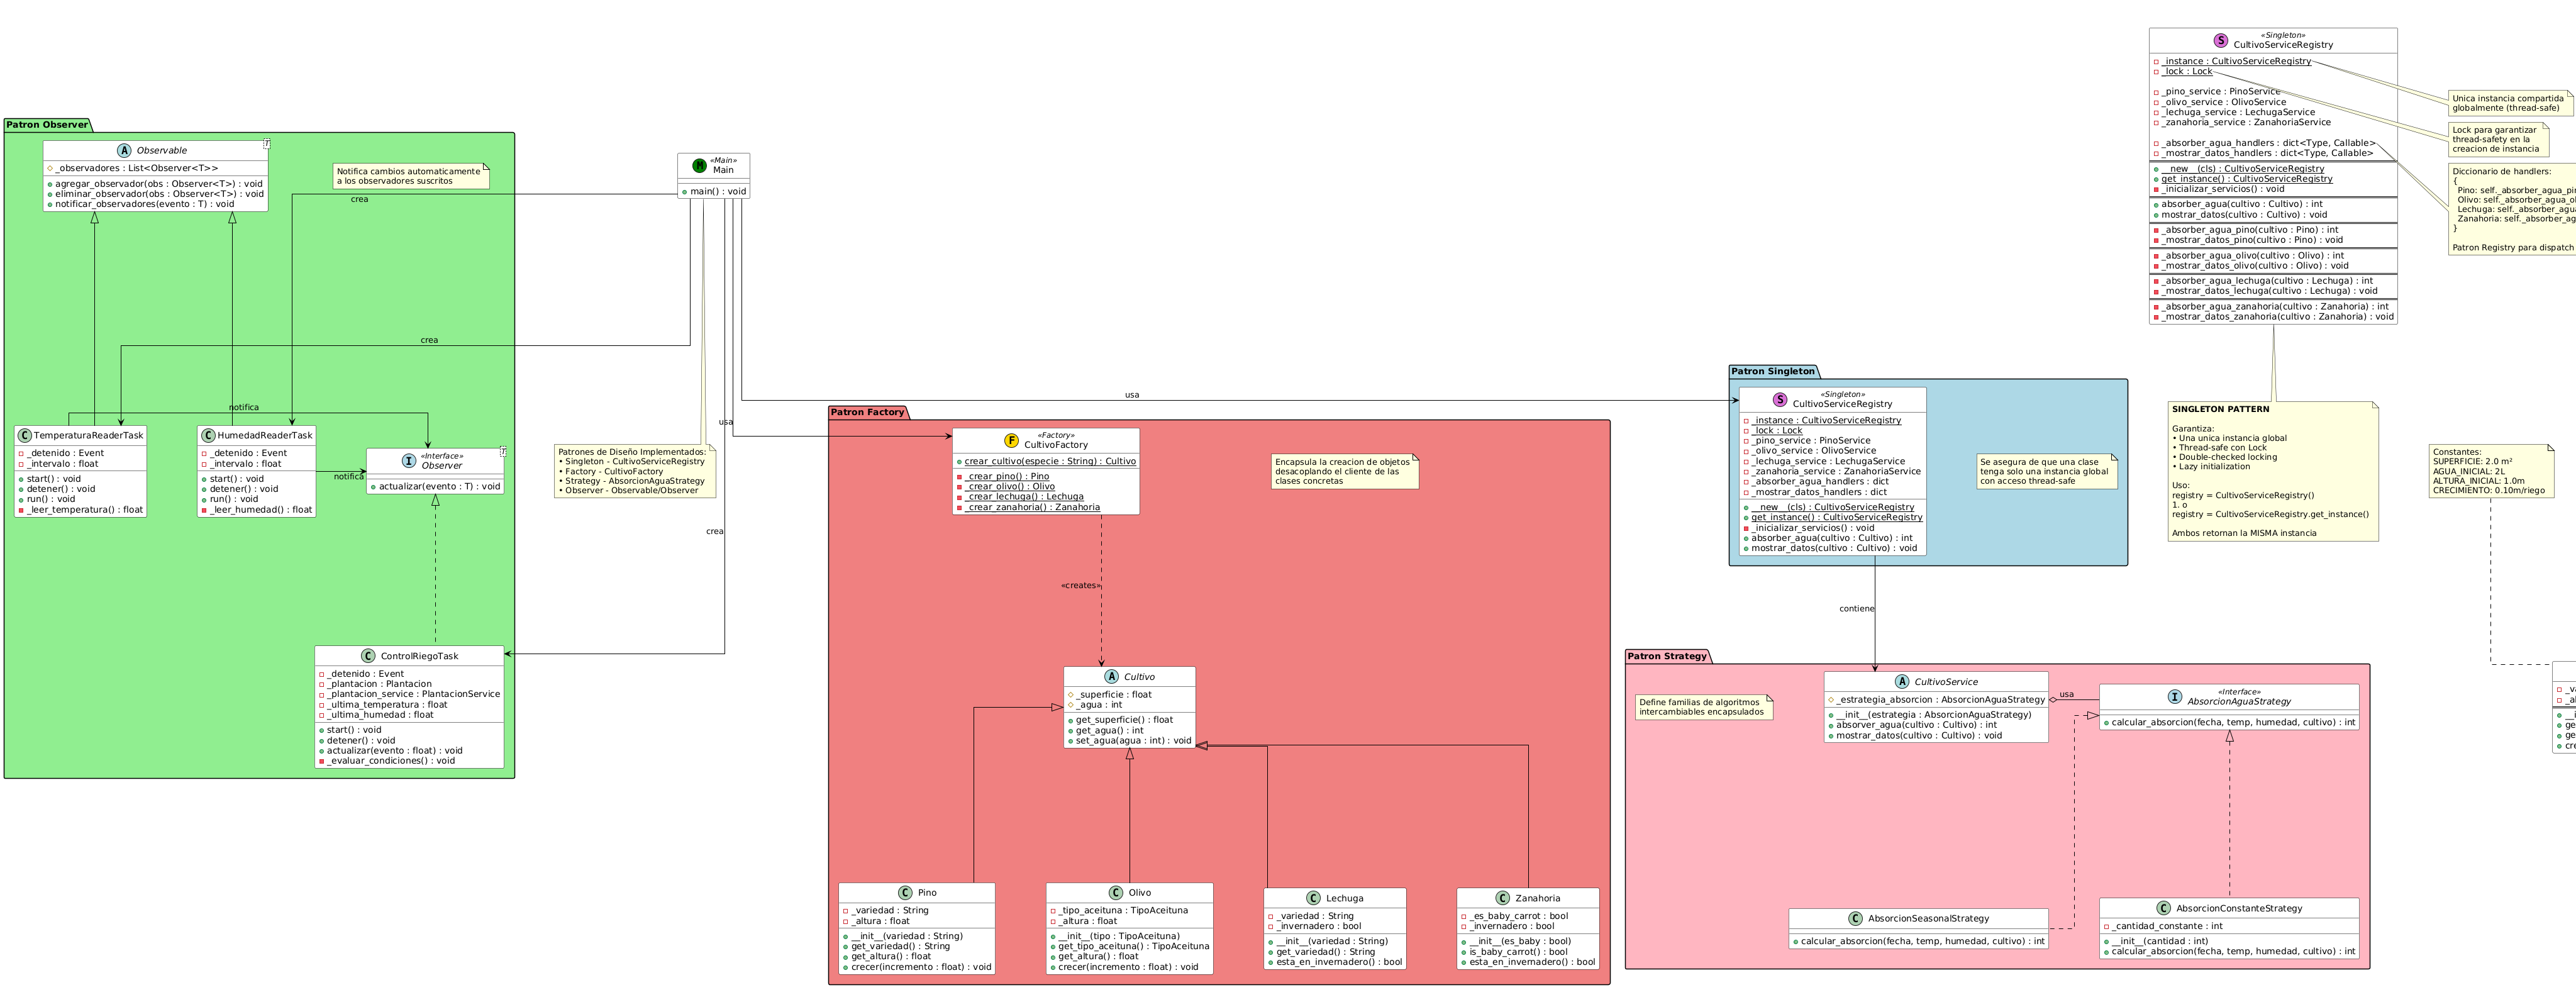 Patron Observer
Observable
T
_observadores : List<Observer<T>>
agregar_observador(obs : Observer<T>) : void
eliminar_observador(obs : Observer<T>) : void
notificar_observadores(evento : T) : void
Notifica cambios automaticamente
a los observadores suscritos
crea
crea
notifica
TemperaturaReaderTask
_detenido : Event
_intervalo : float
start() : void
detener() : void
run() : void
_leer_temperatura() : float
HumedadReaderTask
_detenido : Event
_intervalo : float
start() : void
detener() : void
run() : void
_leer_humedad() : float
notifica
«Interface»
Observer
T
actualizar(evento : T) : void
ControlRiegoTask
_detenido : Event
_plantacion : Plantacion
_plantacion_service : PlantacionService
_ultima_temperatura : float
_ultima_humedad : float
start() : void
detener() : void
actualizar(evento : float) : void
_evaluar_condiciones() : void
«Main»
Main
main() : void
Patrones de Diseño Implementados:
• Singleton - CultivoServiceRegistry
• Factory - CultivoFactory
• Strategy - AbsorcionAguaStrategy
• Observer - Observable/Observer
usa
crea
usa
Patron Factory
«Factory»
CultivoFactory
crear_cultivo(especie : String) : Cultivo
_crear_pino() : Pino
_crear_olivo() : Olivo
_crear_lechuga() : Lechuga
_crear_zanahoria() : Zanahoria
Encapsula la creacion de objetos
desacoplando el cliente de las
clases concretas
«creates»
Cultivo
_superficie : float
_agua : int
get_superficie() : float
get_agua() : int
set_agua(agua : int) : void
Pino
_variedad : String
_altura : float
__init__(variedad : String)
get_variedad() : String
get_altura() : float
crecer(incremento : float) : void
Olivo
_tipo_aceituna : TipoAceituna
_altura : float
__init__(tipo : TipoAceituna)
get_tipo_aceituna() : TipoAceituna
get_altura() : float
crecer(incremento : float) : void
Lechuga
_variedad : String
_invernadero : bool
__init__(variedad : String)
get_variedad() : String
esta_en_invernadero() : bool
Zanahoria
_es_baby_carrot : bool
_invernadero : bool
__init__(es_baby : bool)
is_baby_carrot() : bool
esta_en_invernadero() : bool
Patron Singleton
«Singleton»
CultivoServiceRegistry
_instance : CultivoServiceRegistry
_lock : Lock
_pino_service : PinoService
_olivo_service : OlivoService
_lechuga_service : LechugaService
_zanahoria_service : ZanahoriaService
_absorber_agua_handlers : dict
_mostrar_datos_handlers : dict
__new__(cls) : CultivoServiceRegistry
get_instance() : CultivoServiceRegistry
_inicializar_servicios() : void
absorber_agua(cultivo : Cultivo) : int
mostrar_datos(cultivo : Cultivo) : void
Se asegura de que una clase
tenga solo una instancia global
con acceso thread-safe
contiene
Patron Strategy
Define familias de algoritmos
intercambiables encapsulados
CultivoService
_estrategia_absorcion : AbsorcionAguaStrategy
__init__(estrategia : AbsorcionAguaStrategy)
absorber_agua(cultivo : Cultivo) : int
mostrar_datos(cultivo : Cultivo) : void
usa
«Interface»
AbsorcionAguaStrategy
calcular_absorcion(fecha, temp, humedad, cultivo) : int
AbsorcionSeasonalStrategy
calcular_absorcion(fecha, temp, humedad, cultivo) : int
AbsorcionConstanteStrategy
_cantidad_constante : int
__init__(cantidad : int)
calcular_absorcion(fecha, temp, humedad, cultivo) : int
«Singleton»
CultivoServiceRegistry
_instance : CultivoServiceRegistry
_lock : Lock
_pino_service : PinoService
_olivo_service : OlivoService
_lechuga_service : LechugaService
_zanahoria_service : ZanahoriaService
_absorber_agua_handlers : dict<Type, Callable>
_mostrar_datos_handlers : dict<Type, Callable>
__new__(cls) : CultivoServiceRegistry
get_instance() : CultivoServiceRegistry
_inicializar_servicios() : void
absorber_agua(cultivo : Cultivo) : int
mostrar_datos(cultivo : Cultivo) : void
_absorber_agua_pino(cultivo : Pino) : int
_mostrar_datos_pino(cultivo : Pino) : void
_absorber_agua_olivo(cultivo : Olivo) : int
_mostrar_datos_olivo(cultivo : Olivo) : void
_absorber_agua_lechuga(cultivo : Lechuga) : int
_mostrar_datos_lechuga(cultivo : Lechuga) : void
_absorber_agua_zanahoria(cultivo : Zanahoria) : int
_mostrar_datos_zanahoria(cultivo : Zanahoria) : void
Unica instancia compartida
globalmente (thread-safe)
Lock para garantizar
thread-safety en la
creacion de instancia
Diccionario de handlers:
{
Pino: self._absorber_agua_pi
Olivo: self._absorber_agua_o
Lechuga: self._absorber_agu
Zanahoria: self._absorber_ag
}
Patron Registry para dispatch
SINGLETON PATTERN
Garantiza:
• Una unica instancia global
• Thread-safe con Lock
• Double-checked locking
• Lazy initialization
Uso:
registry = CultivoServiceRegistry()
1. o
registry = CultivoServiceRegistry.get_instance()
Ambos retornan la MISMA instancia
Constantes:
SUPERFICIE: 2.0 m²
AGUA_INICIAL: 2L
ALTURA_INICIAL: 1.0m
CRECIMIENTO: 0.10m/riego